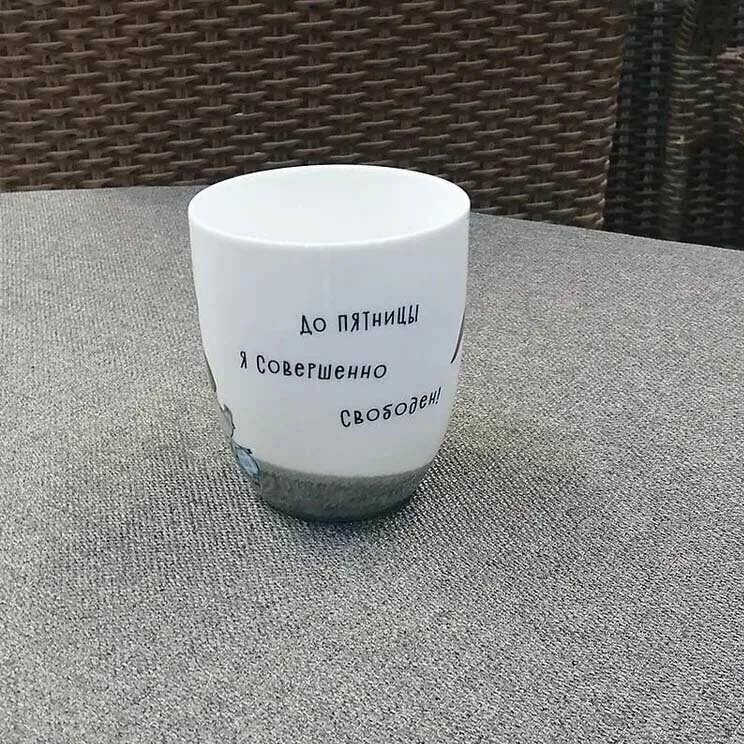 До пятницы
я совершенно
свободен!